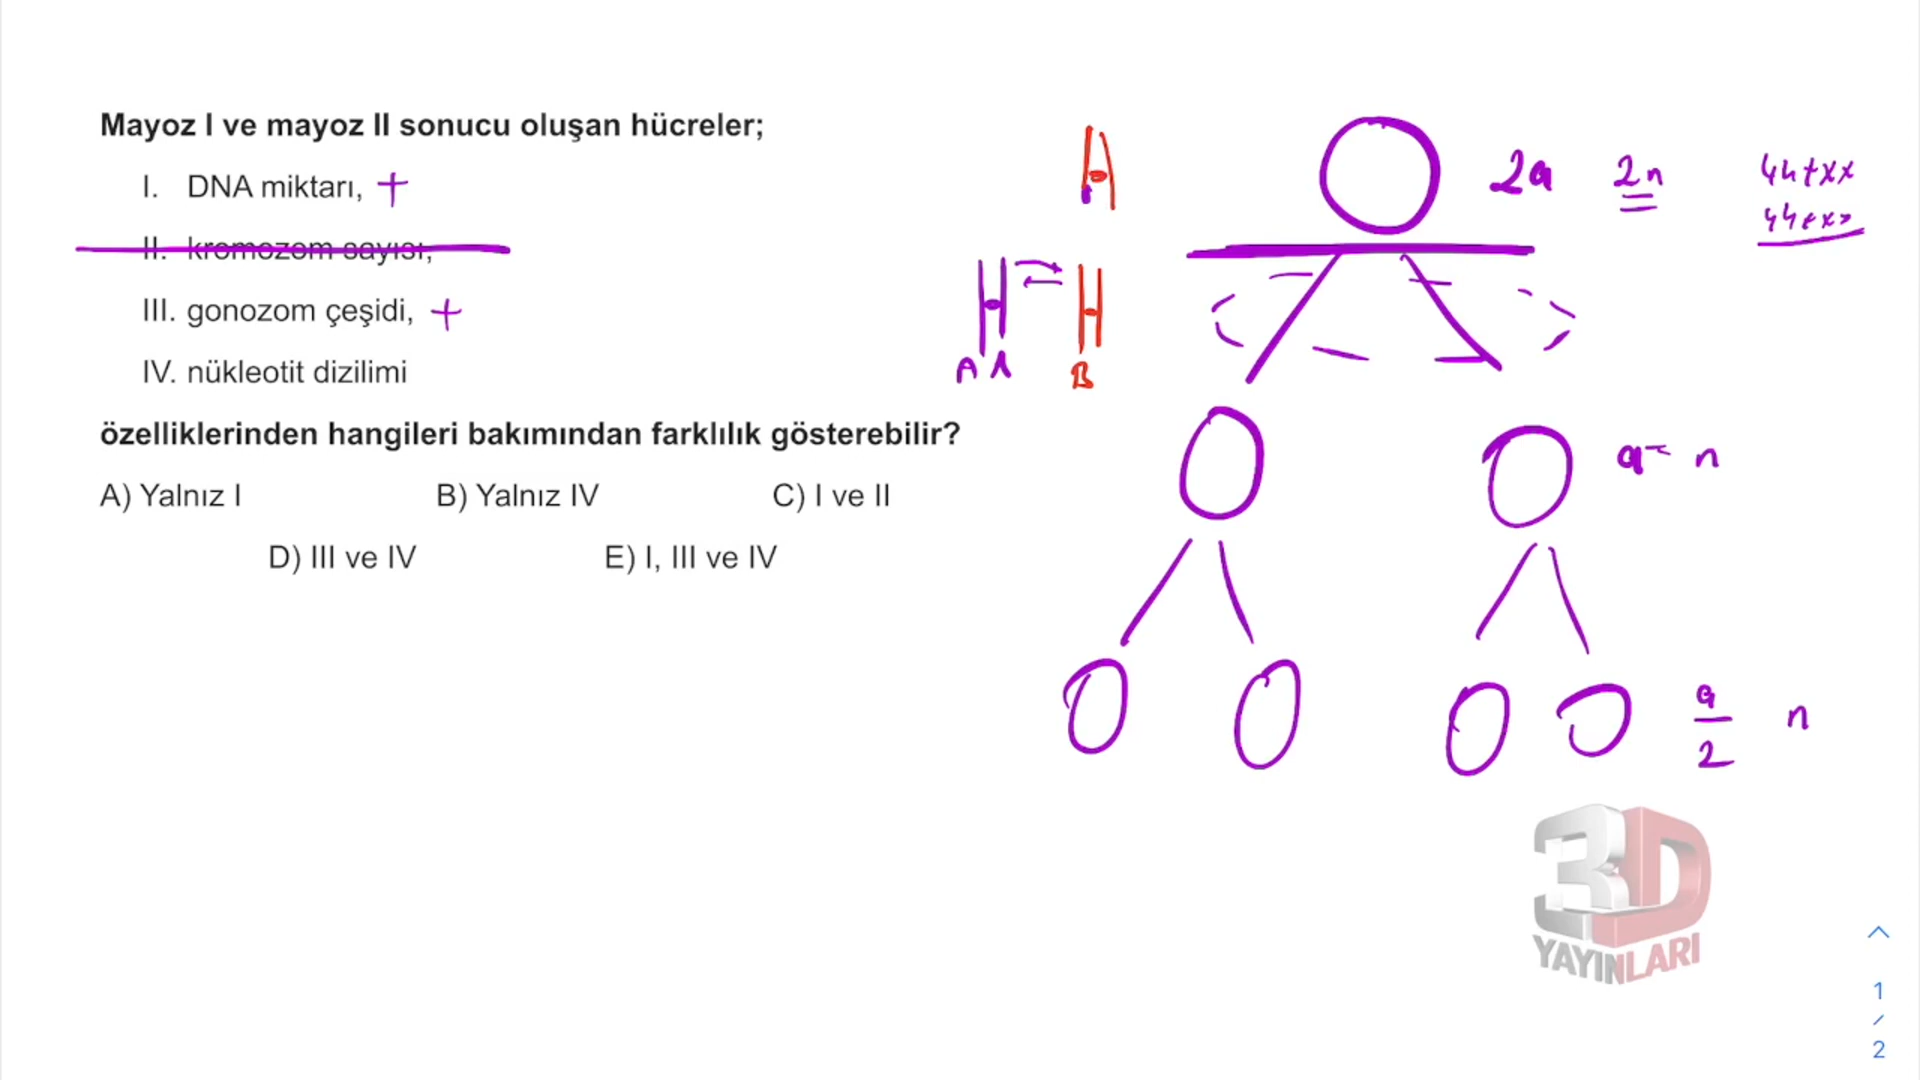 Mayoz I ve mayoz II sonucu oluşan hücreler;
I. DNA miktarı, +
II. kromozom sayısı,
III. gonozom çeşidi, +
IV. nükleotit dizilimi
özelliklerinden hangileri bakımından farklılık gösterebilir?
A) Yalnız I B) Yalnız IV C) I ve II
D) III ve IV E) I, III ve IV
2a 2n 44+xx
A B
a n
a/2 n
3D
YAYINLARI
1
/
2